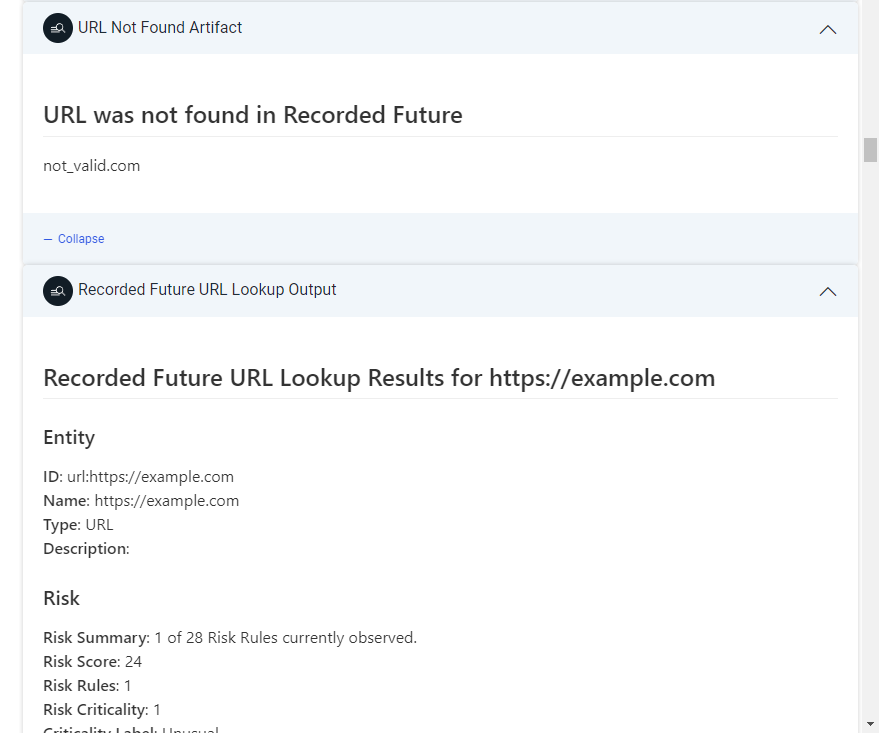 URL Not Found Artifact
URL was not found in Recorded Future
not_valid.com
— Collapse
Recorded Future URL Lookup Output
Recorded Future URL Lookup Results for https://example.com
Entity
ID: url:https://example.com
Name: https://example.com
Type: URL
Description:
Risk
Risk Summary: 1 of 28 Risk Rules currently observed.
Risk Score: 24
Risk Rules: 1
Risk Criticality: 1
Criticality Label: Unusual